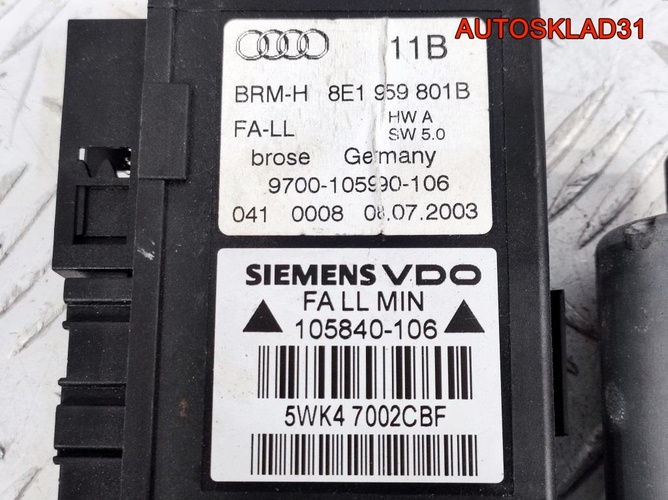 AUTOSKLAD31
11B
BRM-H 8E1 959 801B
FA-LL HW A
SW 5.0
brose Germany
9700-105990-106
041 0008 08.07.2003
SIEMENS VDO
FA LL MIN
105840-106
5WK4 7002CBF